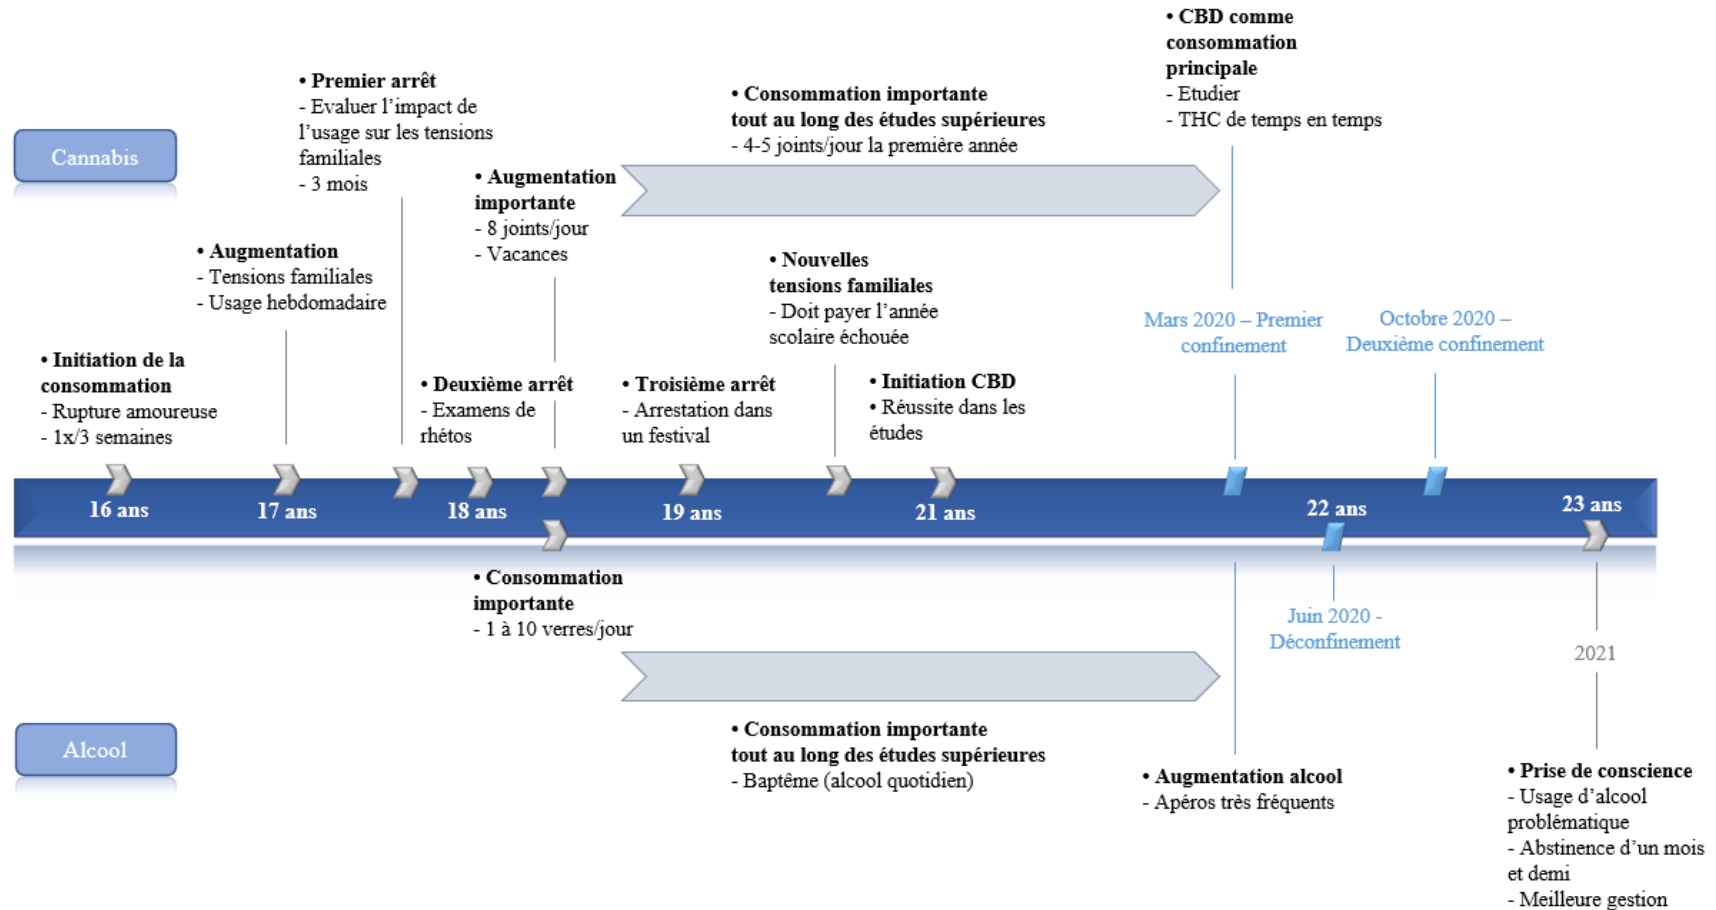 • CBD comme
consommation
principale
- Etudier
- THC de temps en temps
• Premier arrêt
- Evaluer l’impact de
l’usage sur les tensions
familiales
- 3 mois
• Consommation importante
tout au long des études supérieures
- 4-5 joints/jour la première année
Cannabis
• Augmentation
importante
- 8 joints/jour
- Vacances
• Augmentation
- Tensions familiales
- Usage hebdomadaire
• Nouvelles
tensions familiales
- Doit payer l’année
scolaire échouée
Mars 2020 – Premier
confinement
Octobre 2020 –
Deuxième confinement
• Initiation de la
consommation
- Rupture amoureuse
- 1x/3 semaines
• Deuxième arrêt
- Examens de
rhétos
• Troisième arrêt
- Arrestation dans
un festival
• Initiation CBD
• Réussite dans les
études
16 ans
17 ans
18 ans
19 ans
21 ans
22 ans
23 ans
• Consommation
importante
- 1 à 10 verres/jour
Juin 2020 -
Déconfinement
2021
Alcool
• Consommation importante
tout au long des études supérieures
- Baptême (alcool quotidien)
• Augmentation alcool
- Apéros très fréquents
• Prise de conscience
- Usage d’alcool
problématique
- Abstinence d’un mois
et demi
- Meilleure gestion